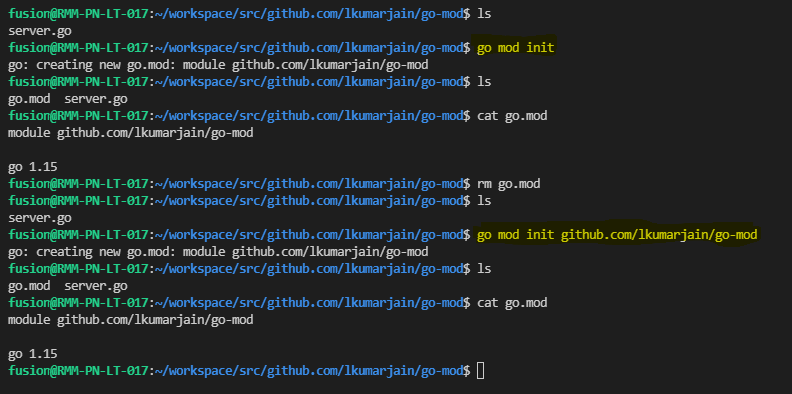 fusion@RMM-PN-LT-017:~/workspace/src/github.com/lkumarjain/go-mod$ ls
server.go
fusion@RMM-PN-LT-017:~/workspace/src/github.com/lkumarjain/go-mod$ go mod init
go: creating new go.mod: module github.com/lkumarjain/go-mod
fusion@RMM-PN-LT-017:~/workspace/src/github.com/lkumarjain/go-mod$ ls
go.mod  server.go
fusion@RMM-PN-LT-017:~/workspace/src/github.com/lkumarjain/go-mod$ cat go.mod
module github.com/lkumarjain/go-mod

go 1.15
fusion@RMM-PN-LT-017:~/workspace/src/github.com/lkumarjain/go-mod$ rm go.mod
fusion@RMM-PN-LT-017:~/workspace/src/github.com/lkumarjain/go-mod$ ls
server.go
fusion@RMM-PN-LT-017:~/workspace/src/github.com/lkumarjain/go-mod$ go mod init github.com/lkumarjain/go-mod
go: creating new go.mod: module github.com/lkumarjain/go-mod
fusion@RMM-PN-LT-017:~/workspace/src/github.com/lkumarjain/go-mod$ ls
go.mod  server.go
fusion@RMM-PN-LT-017:~/workspace/src/github.com/lkumarjain/go-mod$ cat go.mod
module github.com/lkumarjain/go-mod

go 1.15
fusion@RMM-PN-LT-017:~/workspace/src/github.com/lkumarjain/go-mod$